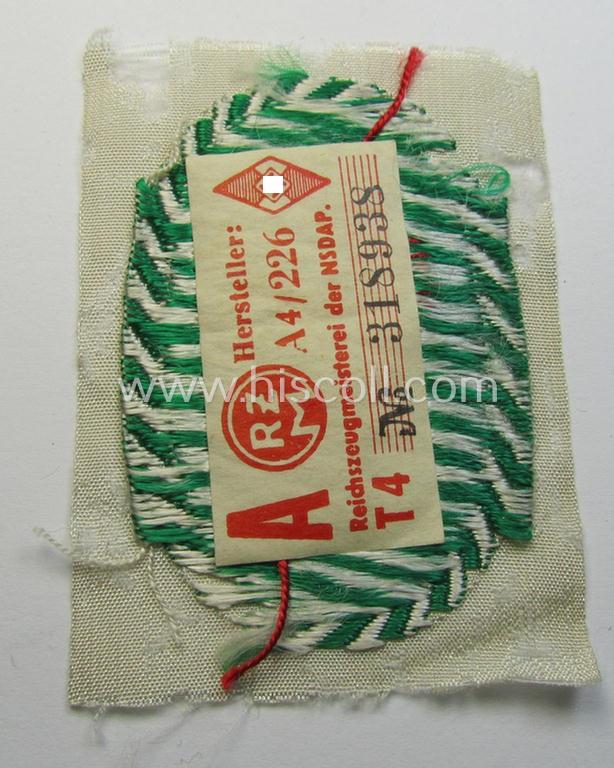 Hersteller:
A4/226
RZM
A
Reichszeugmeisterei der NSDAP.
T4 № 318938
www.hiscoll.com